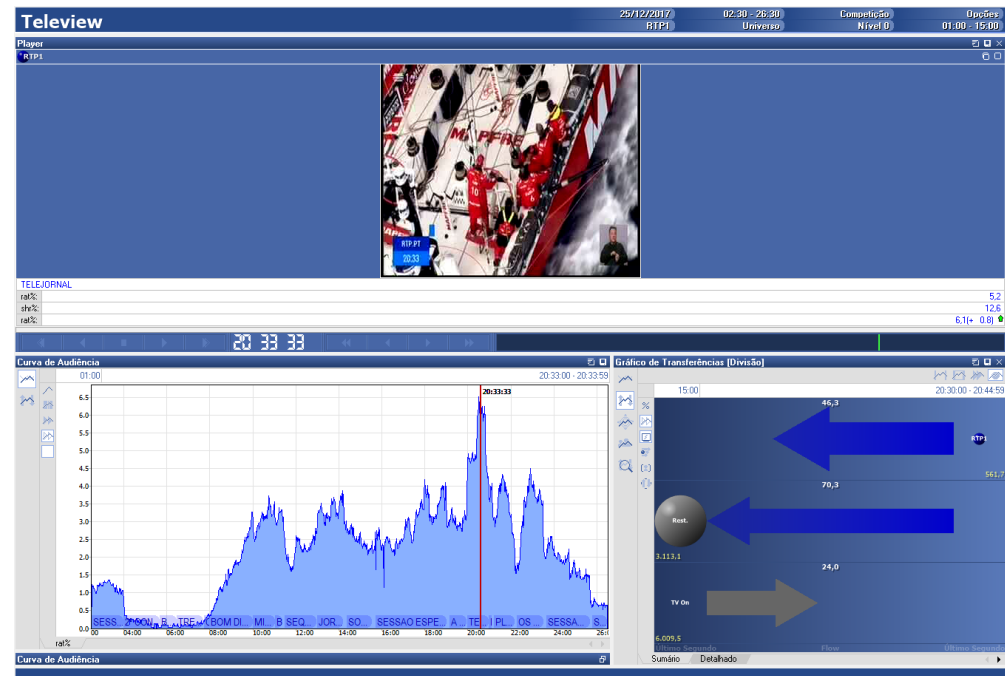 Teleview
25/12/2017 02:30 - 26:30 Competição Opções
RTP1 Universo Nível 0 01:00 - 15:00
Player
RTP1
MAPFRE
10
RTP.PT
20:33
TELEJORNAL
rat%: 5,2
shr%: 12,6
rat%: 6,1(+ 0.8)
20 33 33
Curva de Audiência
01:00 20:33:00 - 20:33:59
20:33:33
6.5
6.0
5.5
5.0
4.5
4.0
3.5
3.0
2.5
2.0
1.5
1.0
0.5
0.0
SESS... ZIGON... B... TRE... BOM DI... MI... B SEQ... JOR... SO... SESSAO ESPE... A... TE... I PL... OS... SESSA... S...
00 04:00 06:00 08:00 10:00 12:00 14:00 16:00 18:00 20:00 22:00 24:00 26:(
rat%
Curva de Audiência
Gráfico de Transferências [Divisão]
15:00 20:30:00 - 20:44:59
%
46,3
RTP1
561.7
70,3
Rest.
3.113,1
24,0
TV On
6.009.5
Último Segundo Flow Último Segundo
Sumário Detalhado